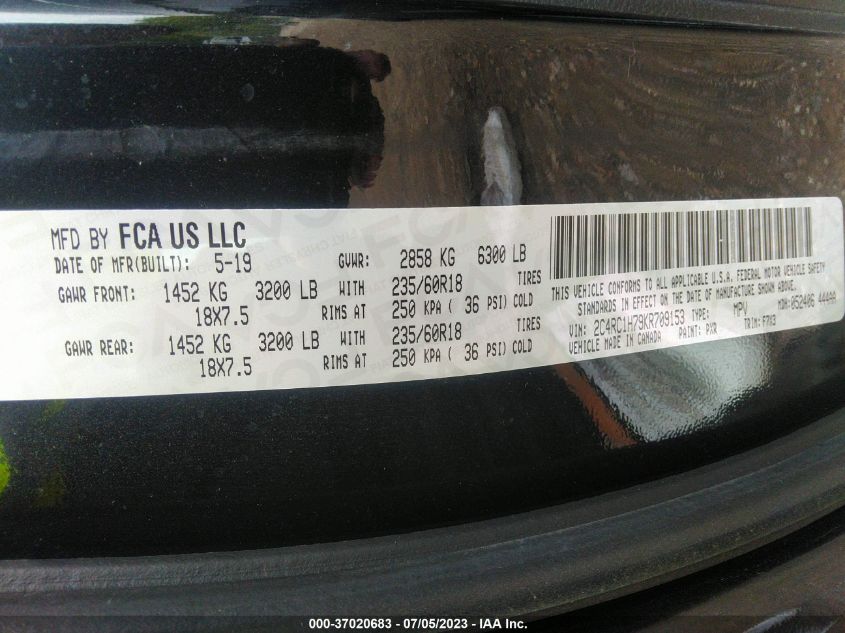 MFD BY FCA US LLC
DATE OF MFR(BUILT): 5-19 GVWR: 2858 KG 6300 LB
GAWR FRONT: 1452 KG 3200 LB WITH 235/60R18 TIRES
18X7.5 RIMS AT 250 KPA ( 36 PSI) COLD
GAWR REAR: 1452 KG 3200 LB WITH 235/60R18 TIRES
18X7.5 RIMS AT 250 KPA ( 36 PSI) COLD
THIS VEHICLE CONFORMS TO ALL APPLICABLE U.S.A. FEDERAL MOTOR VEHICLE SAFETY
STANDARDS IN EFFECT ON THE DATE OF MANUFACTURE SHOWN ABOVE.
VIN: 2C4RC1H79KR709153 TYPE: MPV MDH: 052406 444AA
VEHICLE MADE IN CANADA PAINT: PXR TRIM:
000-37020683 - 07/05/2023 - IAA Inc.